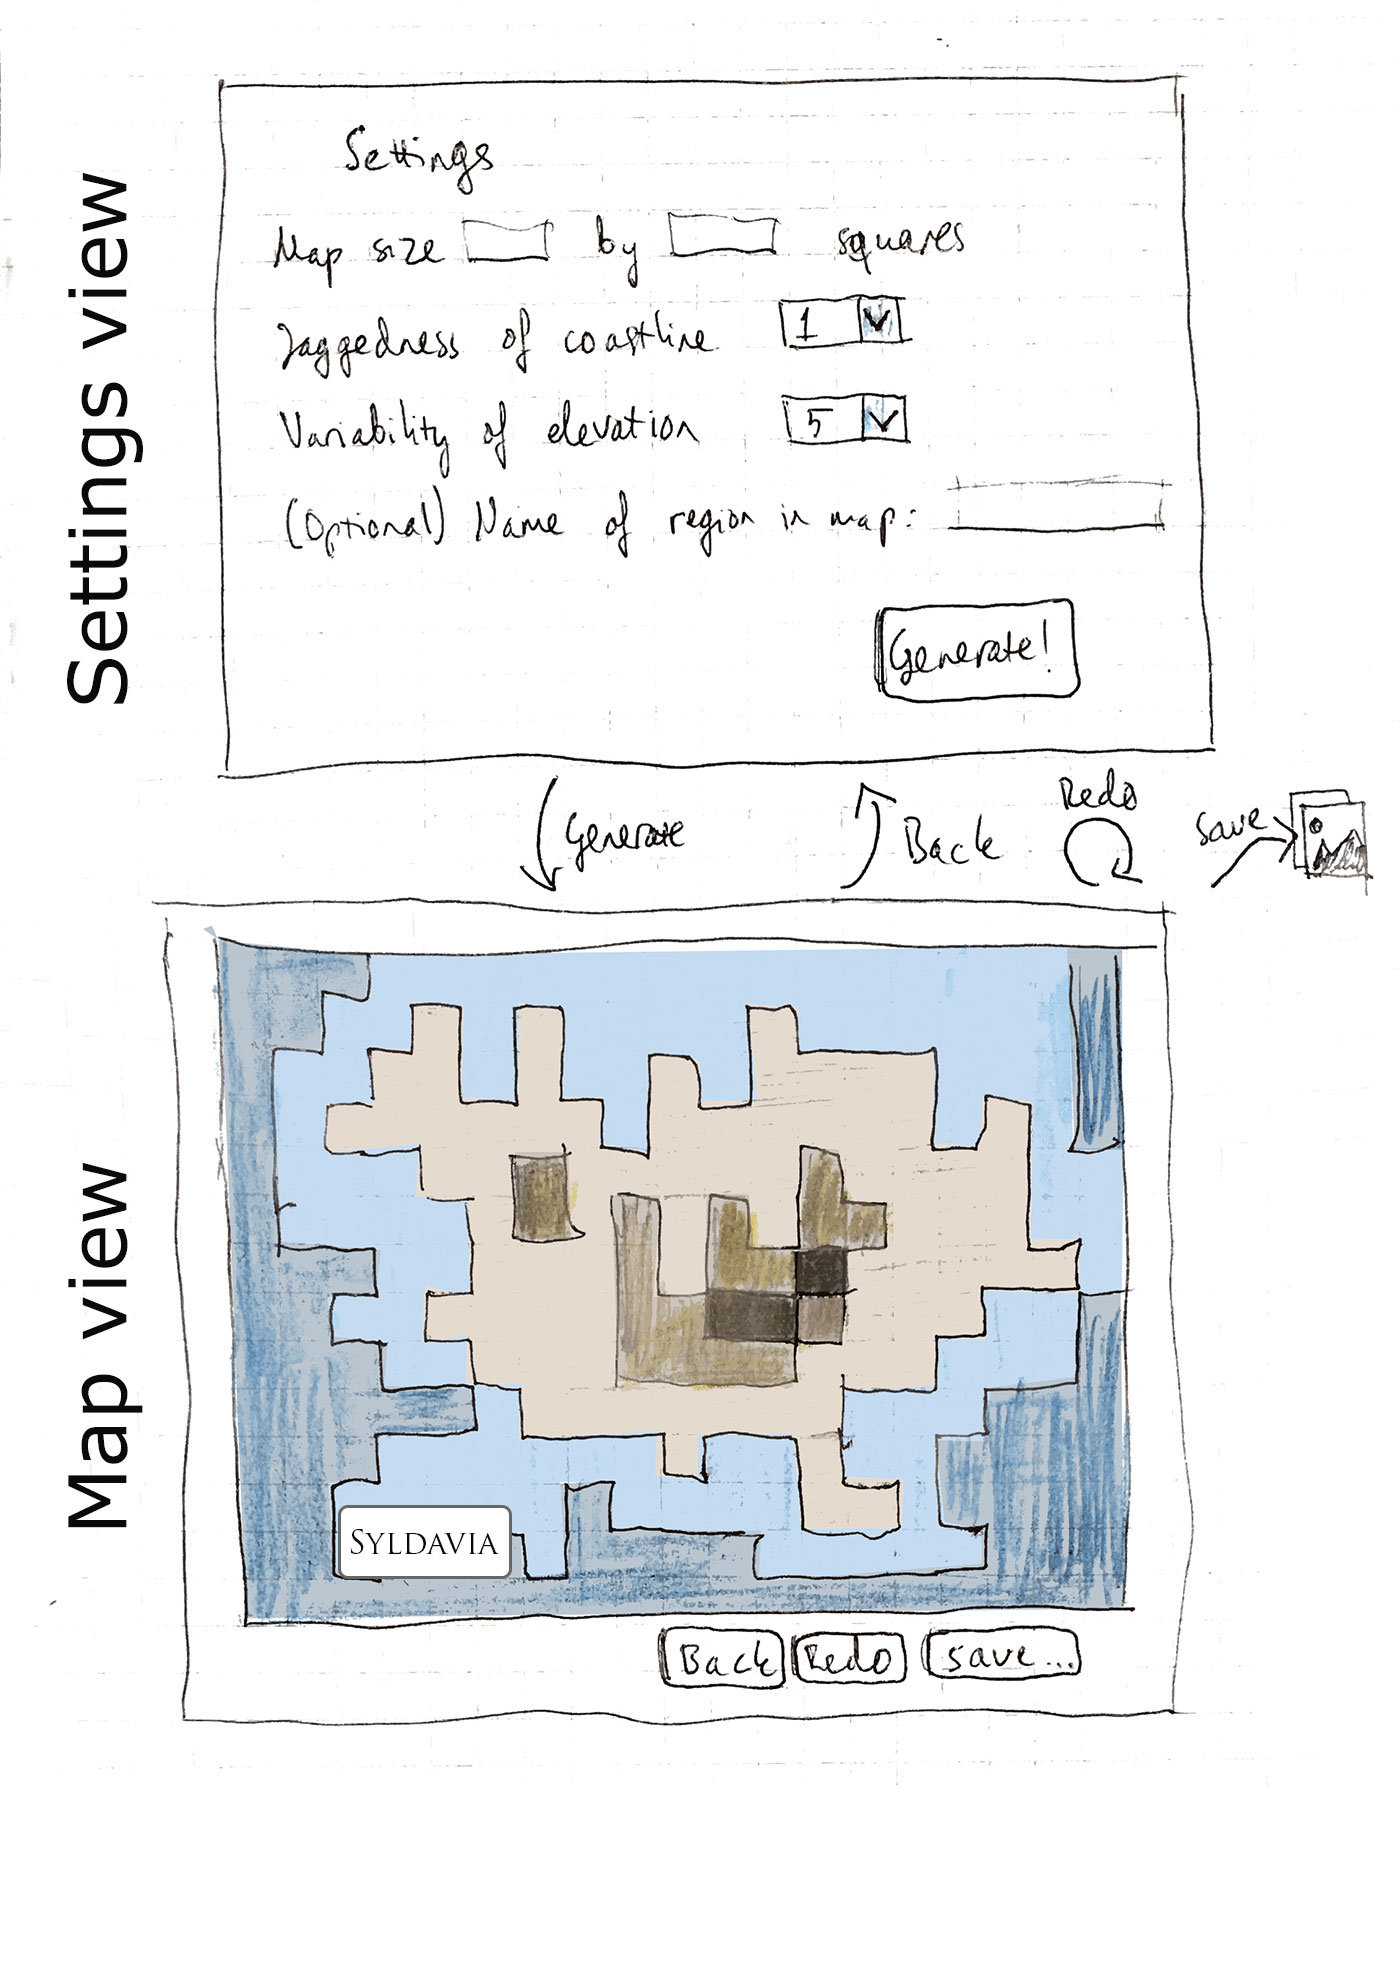 Settings view
Settings
Map size by squares
Jaggedness of coastline 1
Variability of elevation 5
(Optional) Name of region in map:
Generate!
Generate
Back
Redo
Save
Map view
SYLDAVIA
Back
Redo
Save...